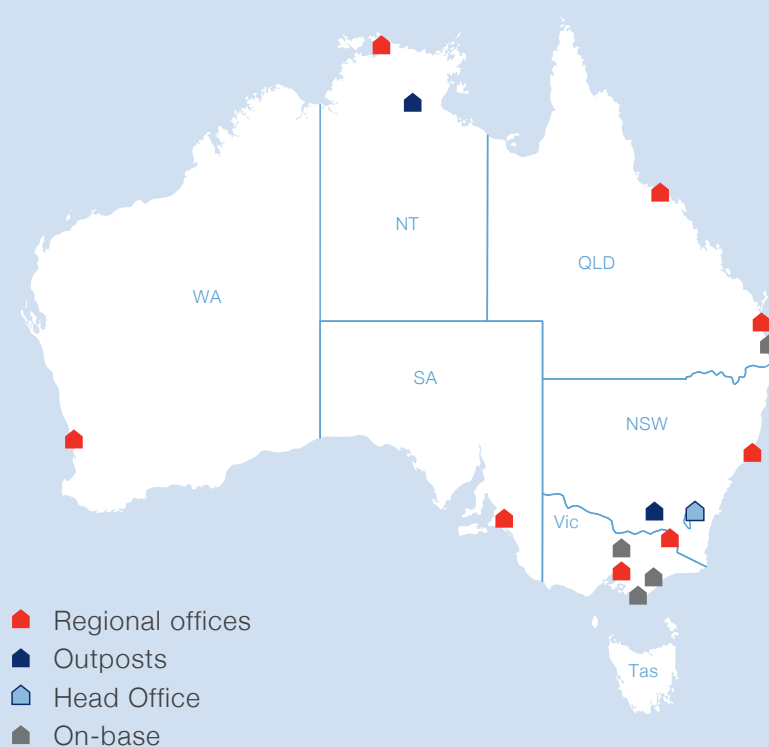 NT
QLD
WA
SA
NSW
Vic
Tas
Regional offices
Outposts
Head Office
On-base